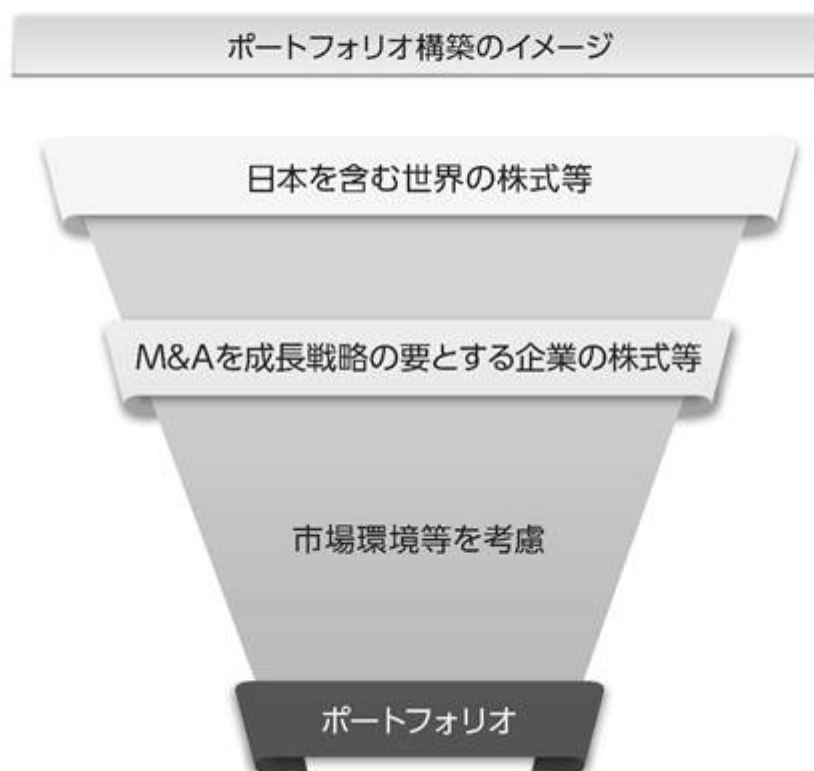 ポートフォリオ構築のイメージ
日本を含む世界の株式等
M&Aを成長戦略の要とする企業の株式等
市場環境等を考慮
ポートフォリオ